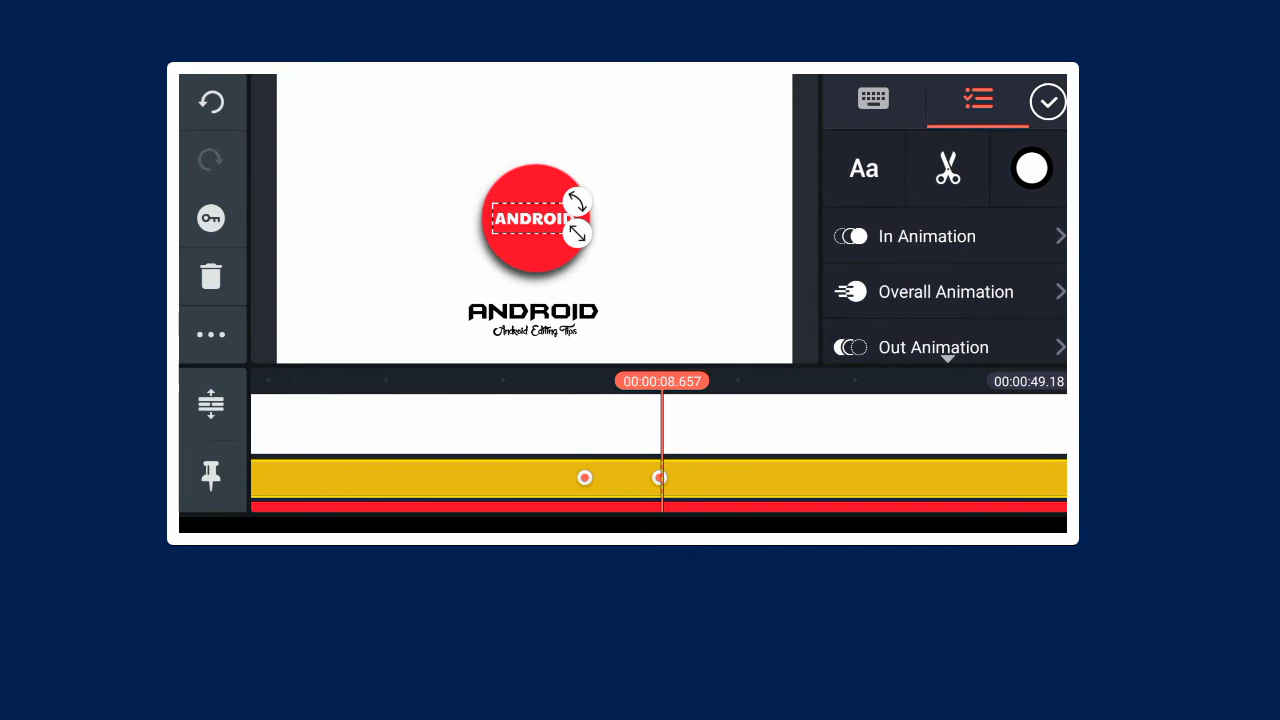 Aa
ANDROID
In Animation
Overall Animation
ANDROID
Android Editing Tips
Out Animation
00:00:08.657
00:00:49.18